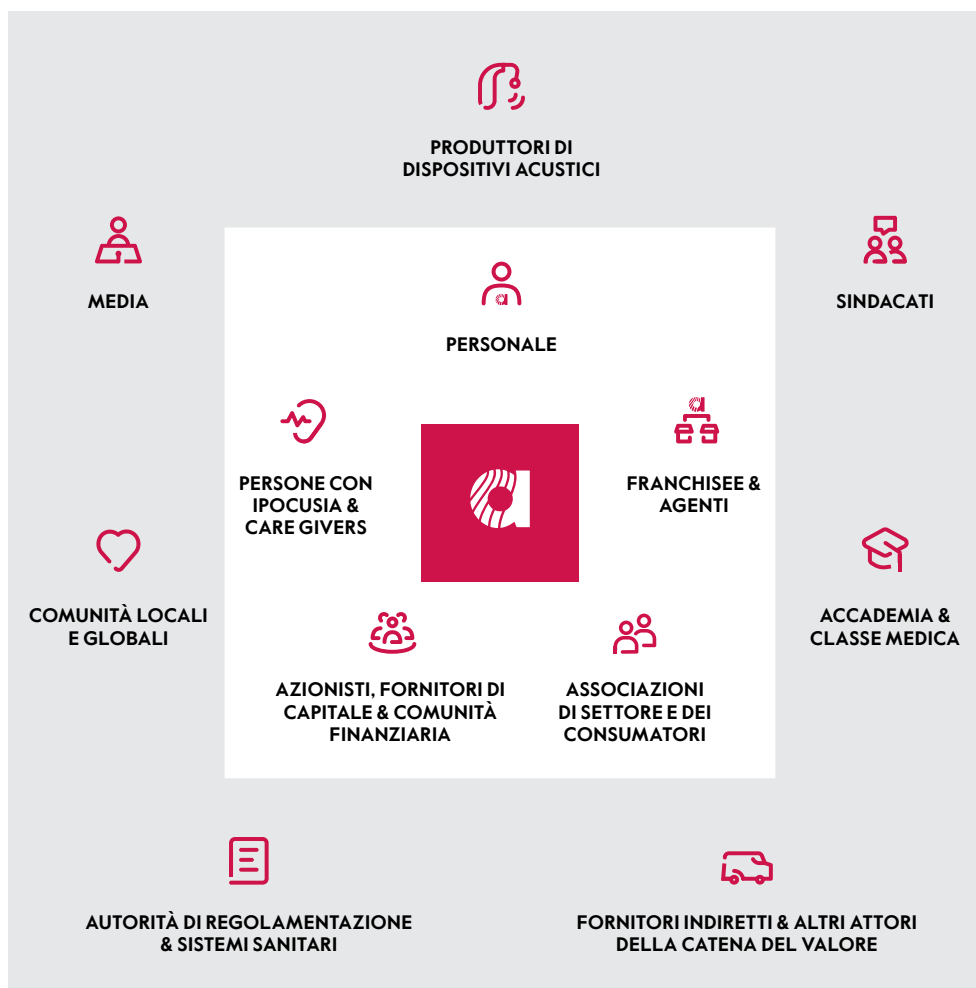 PRODUTTORI DI
DISPOSITIVI ACUSTICI
MEDIA
SINDACATI
PERSONALE
PERSONE CON
IPOCUSIA &
CARE GIVERS
FRANCHISEE &
AGENTI
COMUNITÀ LOCALI
E GLOBALI
ACCADEMIA &
CLASSE MEDICA
AZIONISTI, FORNITORI DI
CAPITALE & COMUNITÀ
FINANZIARIA
ASSOCIAZIONI
DI SETTORE E DEI
CONSUMATORI
AUTORITÀ DI REGOLAMENTAZIONE
& SISTEMI SANITARI
FORNITORI INDIRETTI & ALTRI ATTORI
DELLA CATENA DEL VALORE